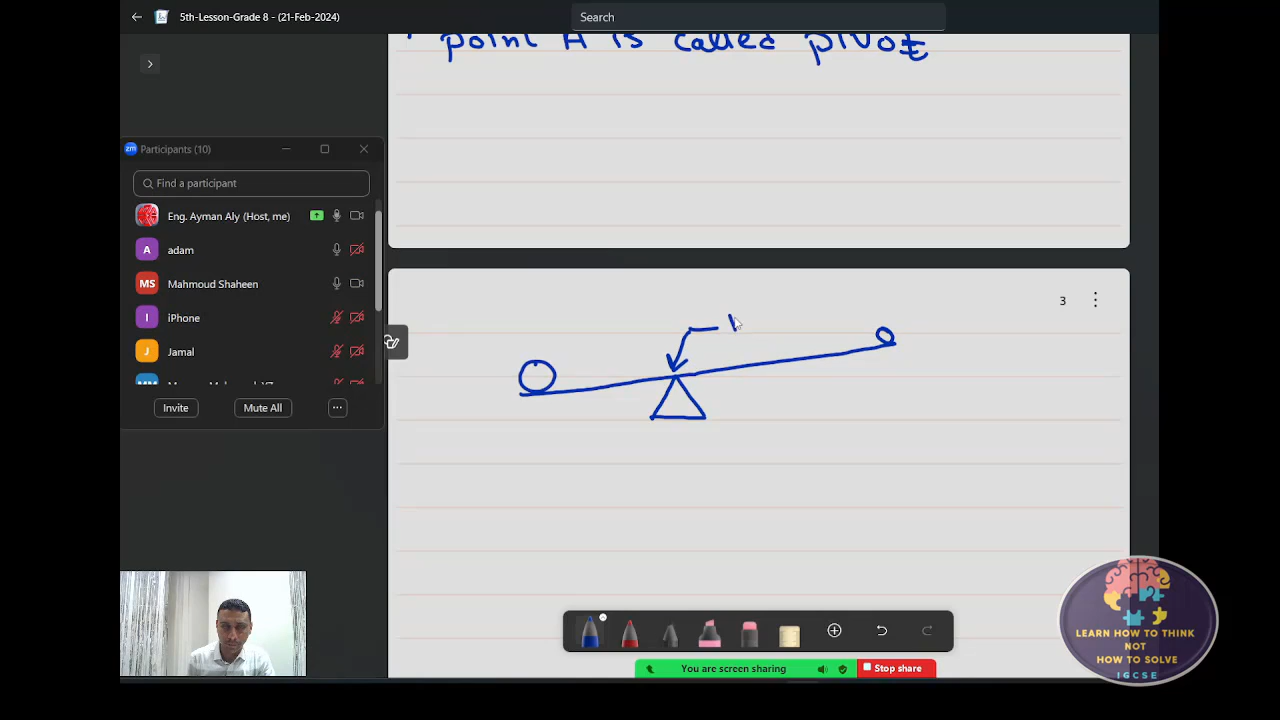 5th-Lesson-Grade 8 - (21-Feb-2024)
Search
point A is called pivot
zm Participants (10)
Find a participant
Eng. Ayman Aly (Host, me)
A adam
MS Mahmoud Shaheen
I iPhone
J Jamal
Invite
Mute All
3
You are screen sharing
Stop share
LEARN HOW TO THINK
NOT
HOW TO SOLVE
IGCSE